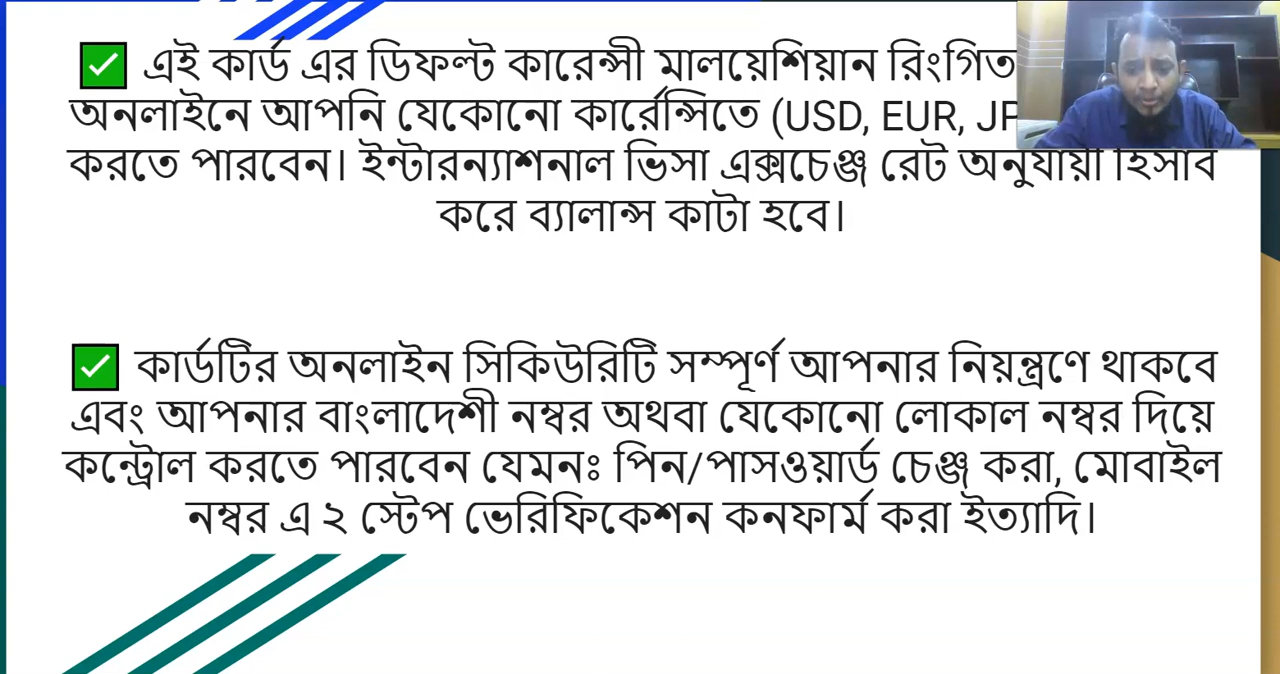 ✅ এই কার্ড এর ডিফল্ট কারেন্সী মালয়েশিয়ান রিংগিত
অনলাইনে আপনি যেকোনো কার্রেন্সিতে (USD, EUR,
করতে পারবেন। ইন্টারন্যাশনাল ভিসা এক্সচেঞ্জ রেট অনুযায়ী হিসাব
করে ব্যালান্স কাটা হবে।
✅ কার্ডটির অনলাইন সিকিউরিটি সম্পূর্ণ আপনার নিয়ন্ত্রণে থাকবে
এবং আপনার বাংলাদেশী নম্বর অথবা যেকোনো লোকাল নম্বর দিয়ে
কন্ট্রোল করতে পারবেন যেমনঃ পিন/পাসওয়ার্ড চেঞ্জ করা, মোবাইল
নম্বর এ ২ স্টেপ ভেরিফিকেশন কনফার্ম করা ইত্যাদি।